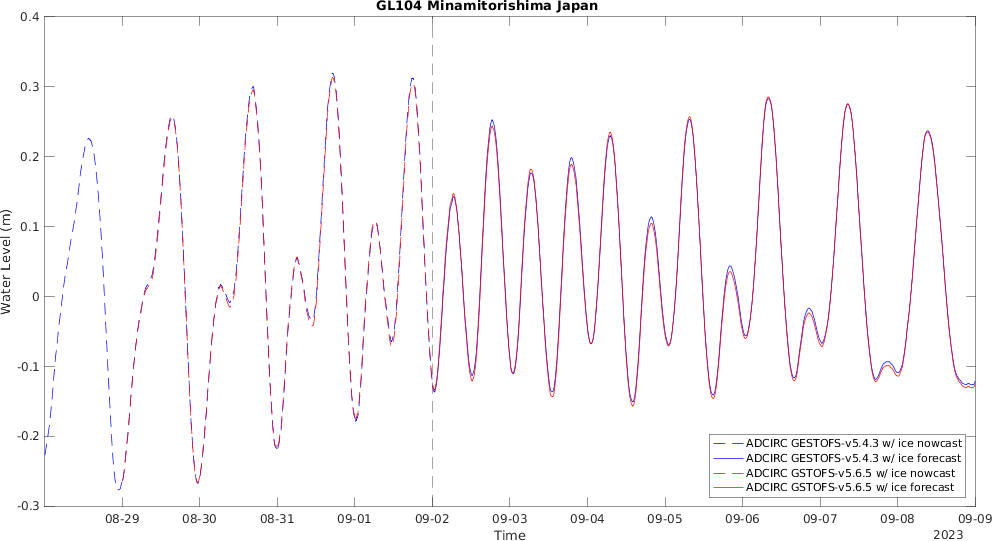 GL104 Minamitorishima Japan
0.4
0.3
0.2
0.1
0
-0.1
-0.2
-0.3
Water Level (m)
ADCIRC GESTOFS-v5.4.3 w/ ice nowcast
ADCIRC GESTOFS-v5.4.3 w/ ice forecast
ADCIRC GSTOFS-v5.6.5 w/ ice nowcast
ADCIRC GSTOFS-v5.6.5 w/ ice forecast
08-29 08-30 08-31 09-01 09-02 09-03 09-04 09-05 09-06 09-07 09-08 09-09
Time
2023